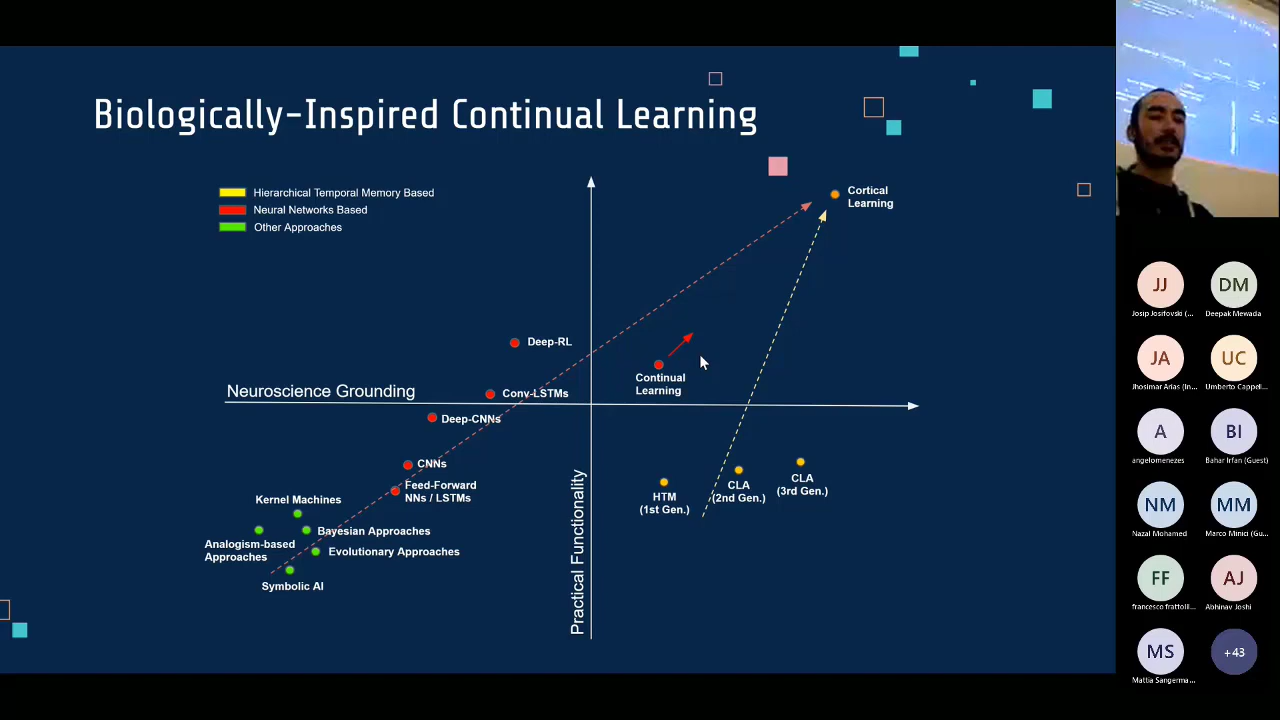 Biologically-Inspired Continual Learning
Hierarchical Temporal Memory Based
Neural Networks Based
Other Approaches
Cortical
Learning
Deep-RL
Continual
Learning
Neuroscience Grounding
Conv-LSTMs
Deep-CNNs
CNNs
Feed-Forward
NNs / LSTMs
Kernel Machines
Bayesian Approaches
Analogism-based
Approaches
Evolutionary Approaches
Symbolic AI
Practical Functionality
HTM
(1st Gen.)
CLA
(2nd Gen.)
CLA
(3rd Gen.)
JJ
Josip Josifovski (...
DM
Deepak Mewada
JA
Jhosimar Arias (In...
UC
Umberto Cappell...
A
angelomenezes
BI
Bahar Irfan (Guest)
NM
Nazal Mohamed
MM
Marco Minici (Gu...
FF
francesco frattolli...
AJ
Abhinav Joshi
MS
Mattia Sangerma...
+43